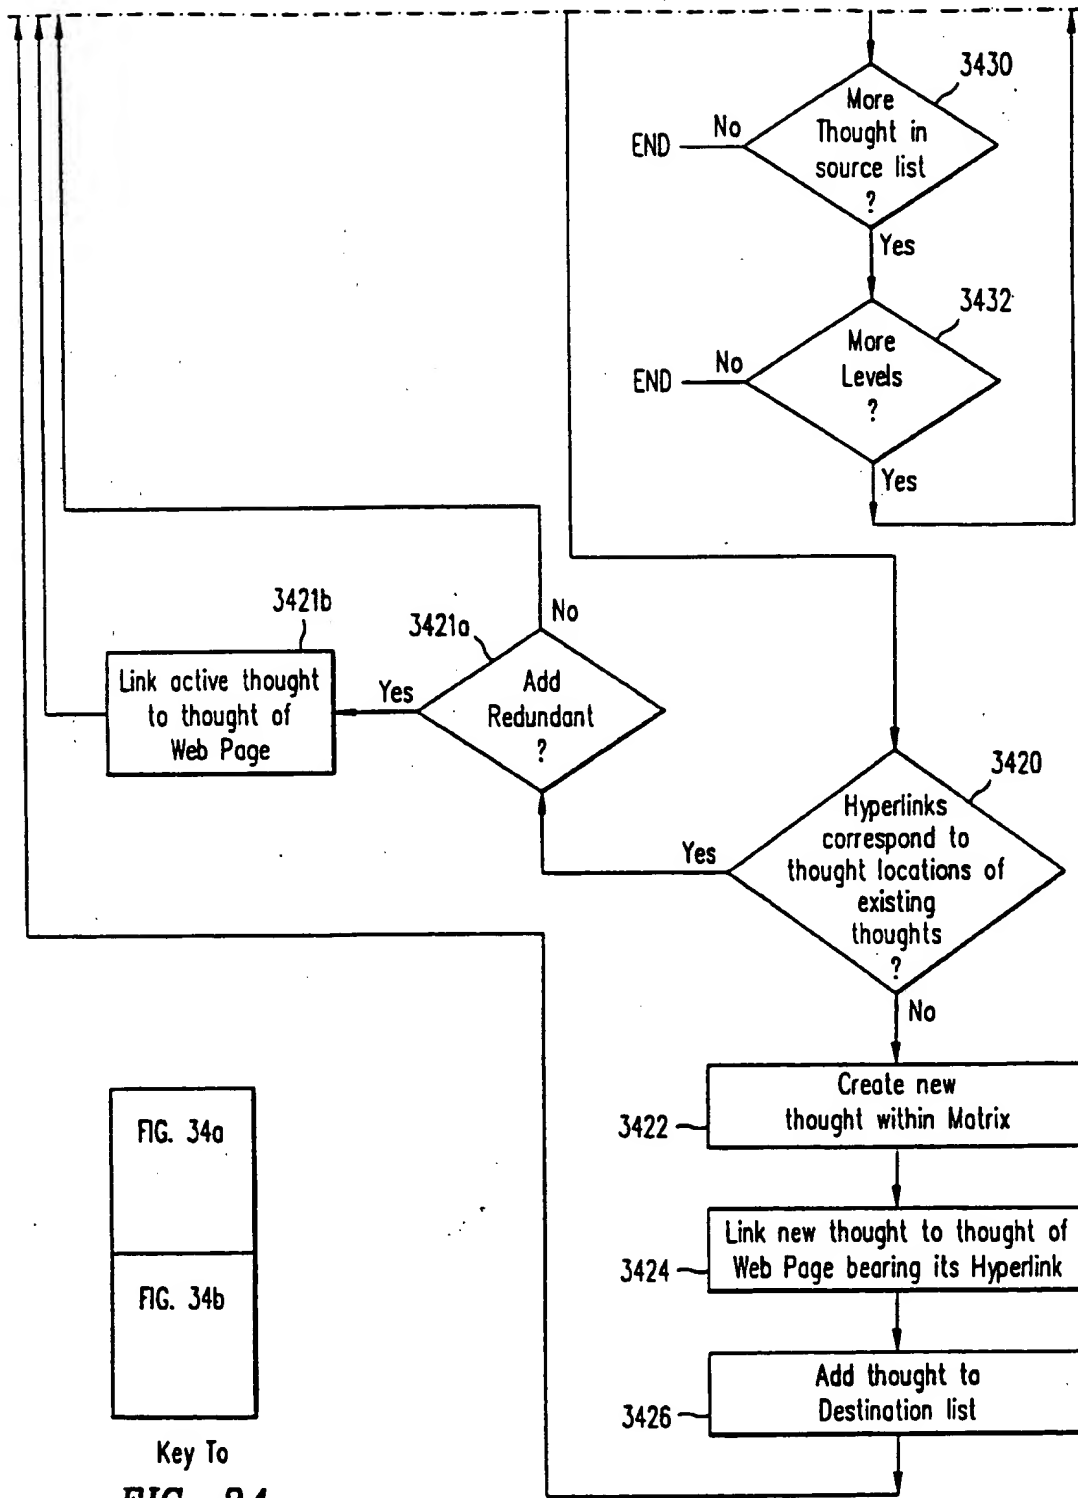 3430
More
Thought in
source list
?
No
END
Yes
3432
More
Levels
?
No
END
Yes
3421b
Link active thought
to thought of
Web Page
Yes
3421a
Add
Redundant
?
No
3420
Hyperlinks
correspond to
thought locations of
existing
thoughts
?
Yes
No
3422
Create new
thought within Matrix
3424
Link new thought to thought of
Web Page bearing its Hyperlink
3426
Add thought to
Destination list
FIG. 34a
FIG. 34b
Key To
FIG. 34